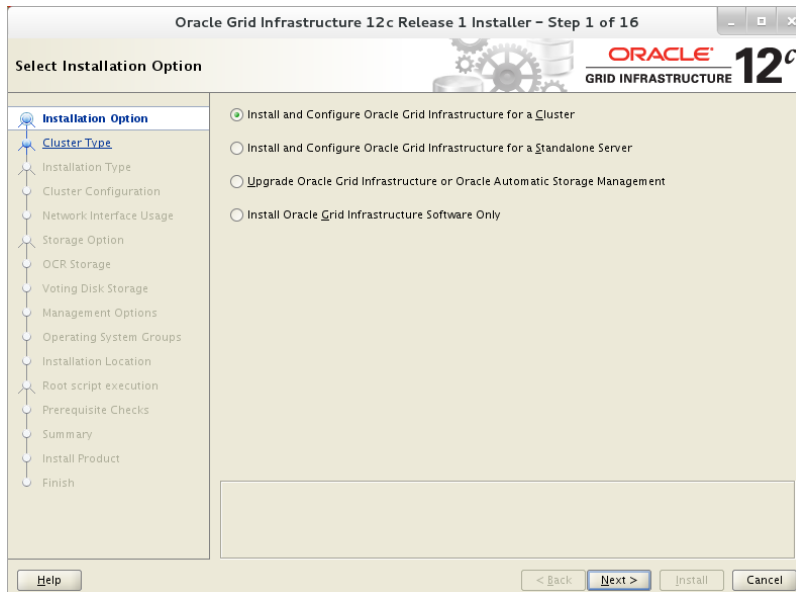 Oracle Grid Infrastructure 12c Release 1 Installer – Step 1 of 16
Select Installation Option
ORACLE
GRID INFRASTRUCTURE
12c
Installation Option
Cluster Type
Installation Type
Cluster Configuration
Network Interface Usage
Storage Option
OCR Storage
Voting Disk Storage
Management Options
Operating System Groups
Installation Location
Root script execution
Prerequisite Checks
Summary
Install Product
Finish
Install and Configure Oracle Grid Infrastructure for a Cluster
Install and Configure Oracle Grid Infrastructure for a Standalone Server
Upgrade Oracle Grid Infrastructure or Oracle Automatic Storage Management
Install Oracle Grid Infrastructure Software Only
Help
< Back
Next >
Install
Cancel